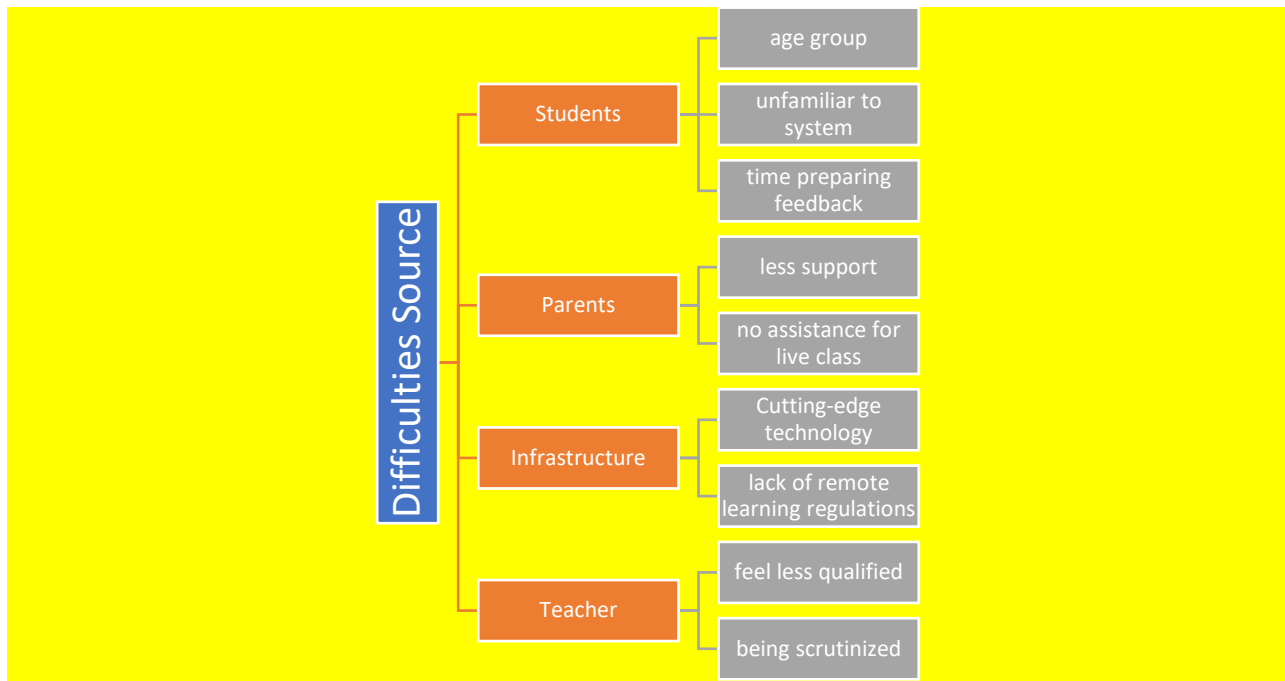 Difficulties Source
Students
age group
unfamiliar to
system
time preparing
feedback
Parents
less support
no assistance for
live class
Infrastructure
Cutting-edge
technology
lack of remote
learning regulations
Teacher
feel less qualified
being scrutinized